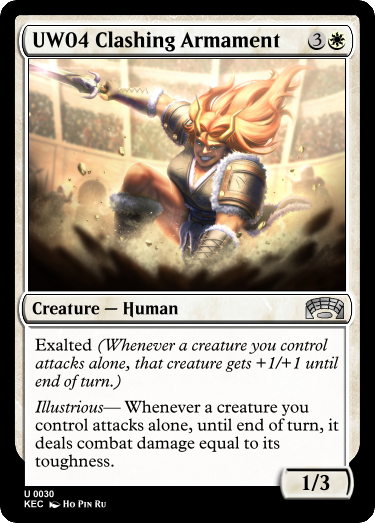 UW04 Clashing Armament 3
Creature — Human
Exalted (Whenever a creature you control
attacks alone, that creature gets +1/+1 until
end of turn.)
Illustrious— Whenever a creature you
control attacks alone, until end of turn, it
deals combat damage equal to its
toughness.
1/3
U 0030
KEC Ho Pin Ru